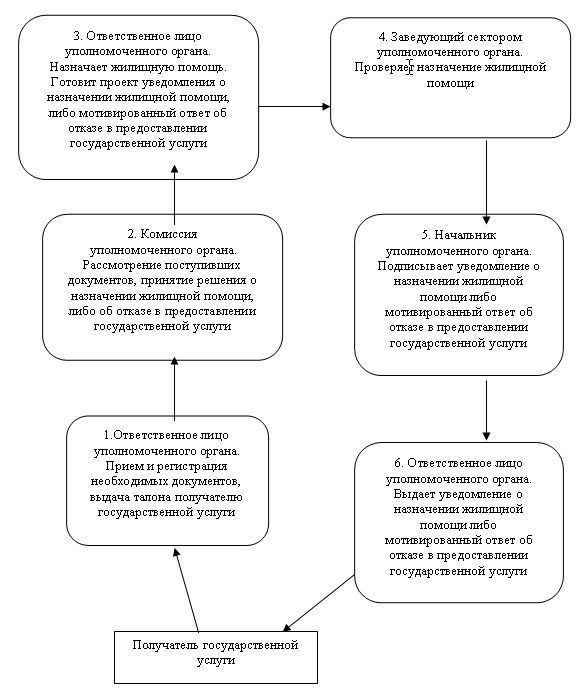 3. Ответственное лицо
уполномоченного органа.
Назначает жилищную помощь.
Готовит проект уведомления о
назначении жилищной помощи,
либо мотивированный ответ об
отказе в предоставлении
государственной услуги
4. Заведующий сектором
уполномоченного органа.
Проверяет назначение жилищной
помощи
2. Комиссия
уполномоченного органа.
Рассмотрение поступивших
документов, принятие решения о
назначении жилищной помощи,
либо об отказе в предоставлении
государственной услуги
5. Начальник
уполномоченного органа.
Подписывает уведомление о
назначении жилищной
помощи либо
мотивированный ответ об
отказе в предоставлении
государственной услуги
1.Ответственное лицо
уполномоченного органа.
Прием и регистрация
необходимых документов,
выдача талона получателю
государственной услуги
6. Ответственное лицо
уполномоченного органа.
Выдает уведомление о
назначении жилищной
помощи либо
мотивированный ответ об
отказе в предоставлении
государственной услуги
Получатель государственной
услуги